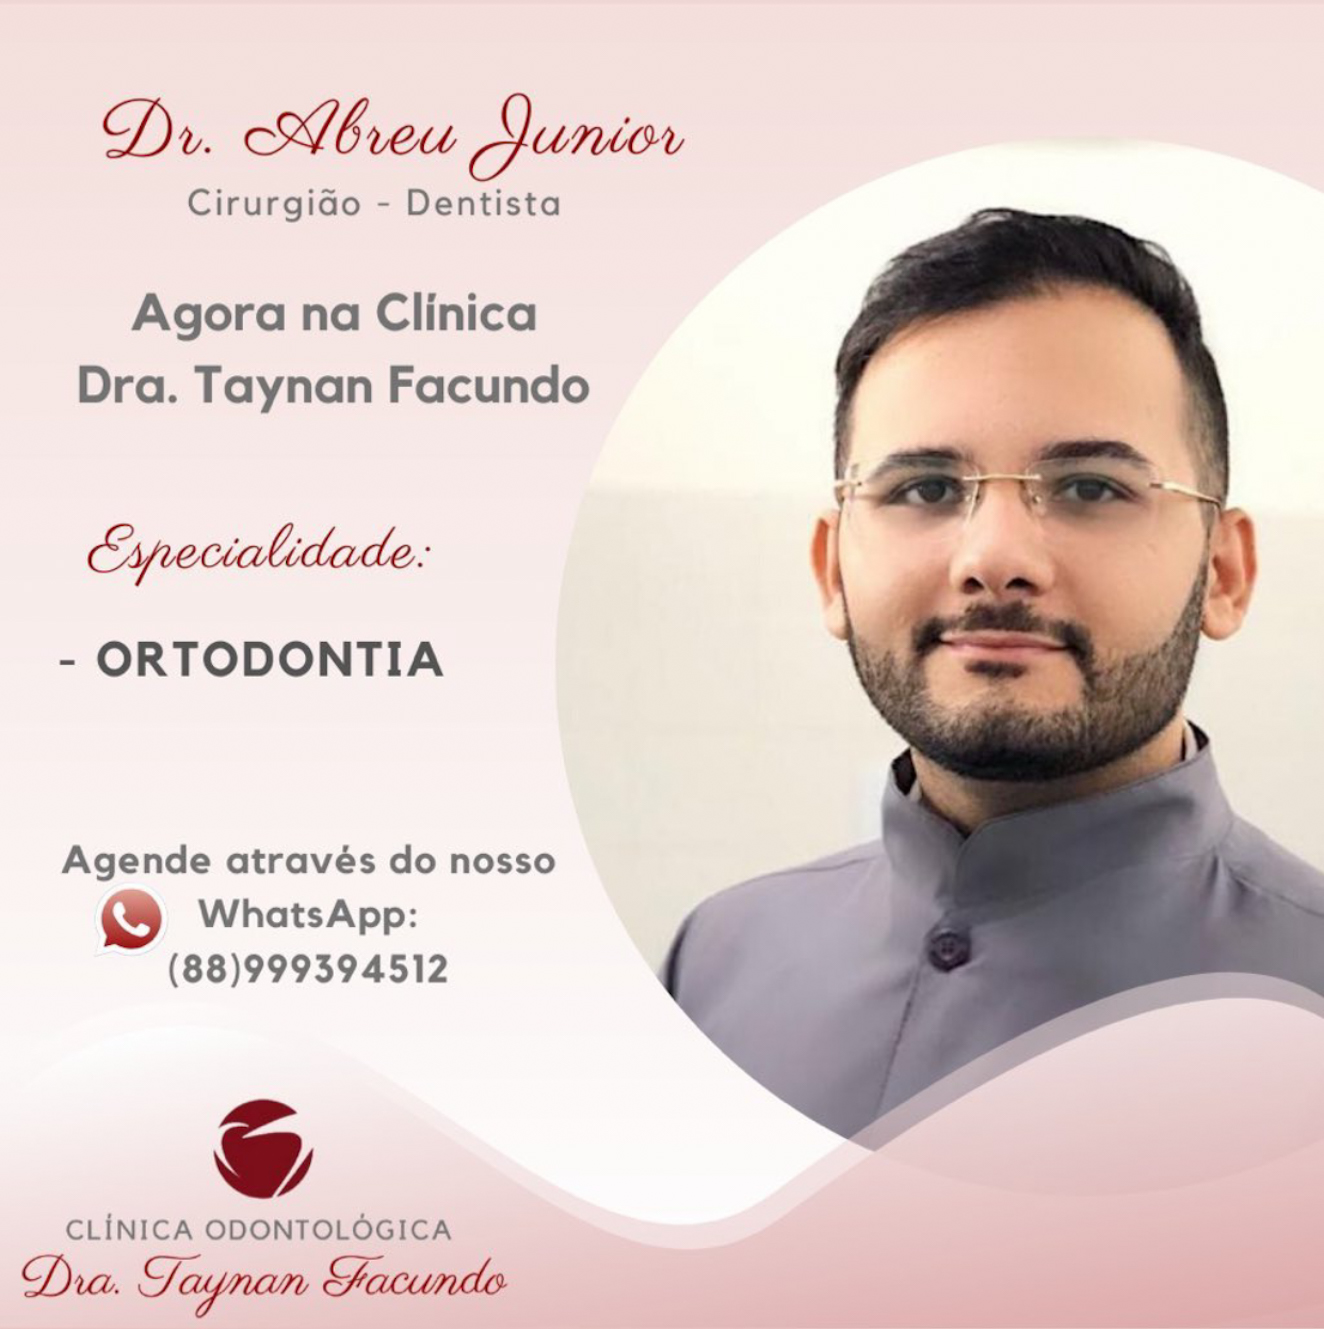 Dr. Abreu Junior
Cirurgião - Dentista
Agora na Clínica
Dra. Taynan Facundo
Especialidade:
- ORTODONTIA
Agende através do nosso
WhatsApp:
(88)999394512
CLÍNICA ODONTOLÓGICA
Dra. Taynan Facundo